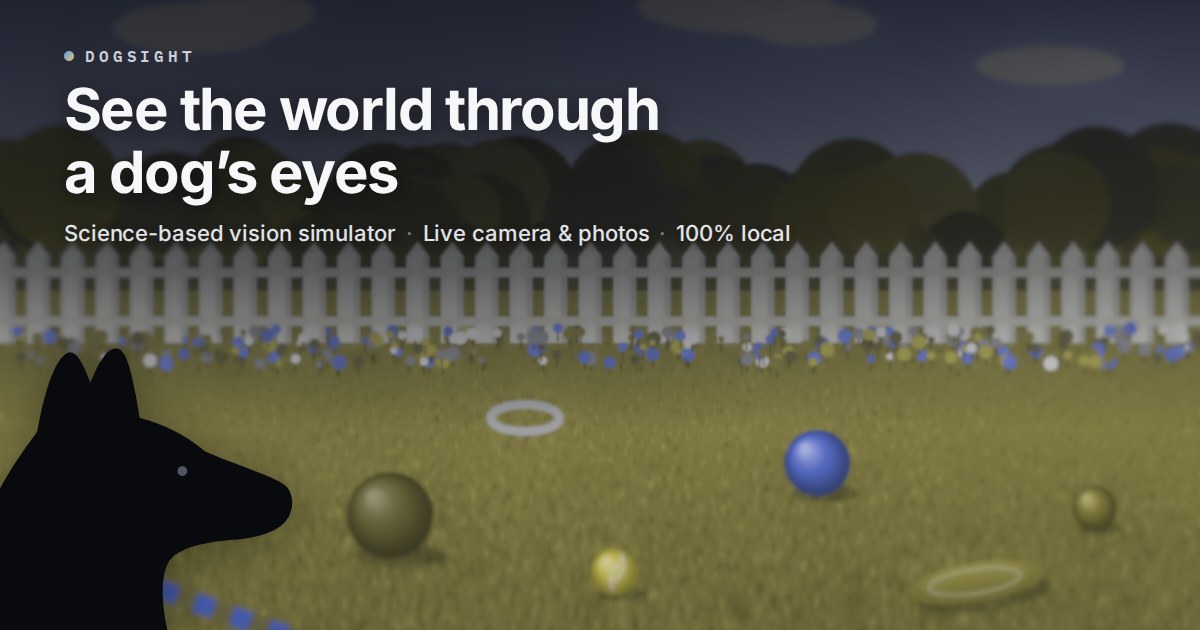 DOGSIGHT
See the world through
a dog’s eyes
Science-based vision simulator · Live camera & photos · 100% local